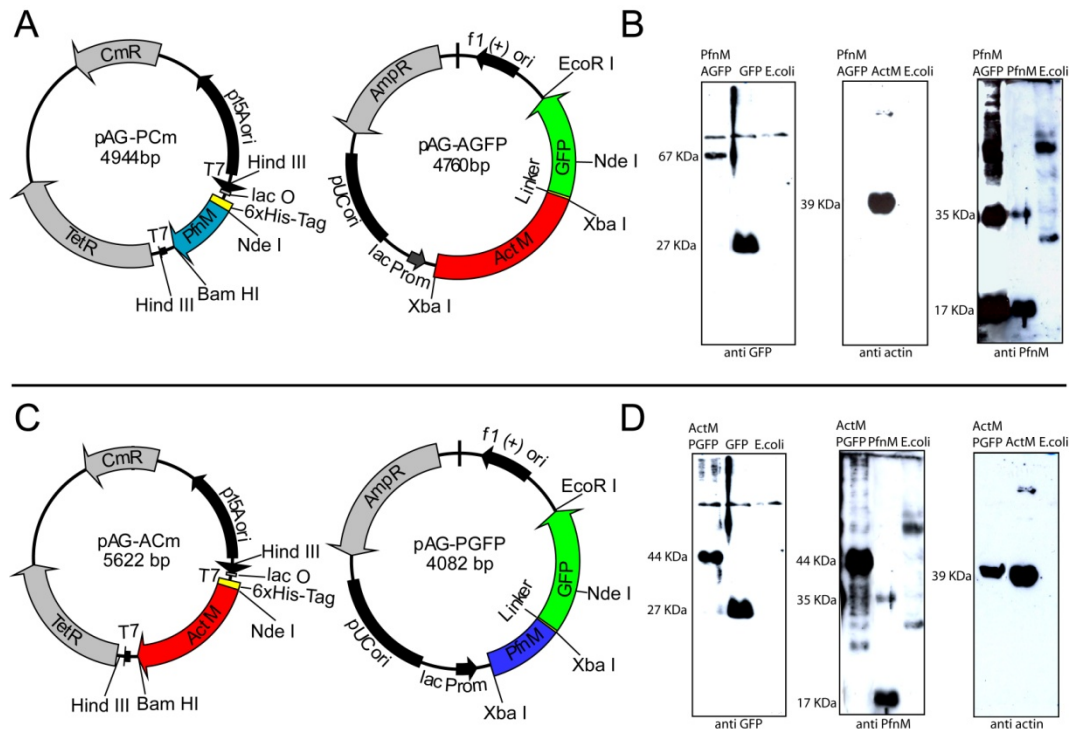 A
CmR
p15A ori
pAG-PCm
4944bp
T7
Hind III
lac O
6xHis-Tag
PfnM
Nde I
T7
TetR
Hind III
Bam HI
f1 (+) ori
AmpR
EcoR I
pAG-AGFP
4760bp
GFP
Nde I
Linker
Xba I
pUC ori
lac Prom
ActM
Xba I
B
PfnM
AGFP GFP E.coli
67 KDa
27 KDa
anti GFP
PfnM
AGFP ActM E.coli
39 KDa
anti actin
PfnM
AGFP PfnM E.coli
35 KDa
17 KDa
anti PfnM
C
CmR
p15A ori
pAG-ACm
5622 bp
Hind III
T7
lac O
6xHis-Tag
Act M
Nde I
TetR
T7
Hind III
Bam HI
f1 (+) ori
AmpR
EcoR I
pAG-PGFP
4082 bp
GFP
Nde I
Linker
PfnM
Xba I
pUC ori
lac Prom
Xba I
D
ActM
PGFP GFP E.coli
44 KDa
27 KDa
anti GFP
ActM
PGFP PfnM E.coli
44 KDa
35 KDa
17 KDa
anti PfnM
ActM
PGFP ActM E.coli
39 KDa
anti actin